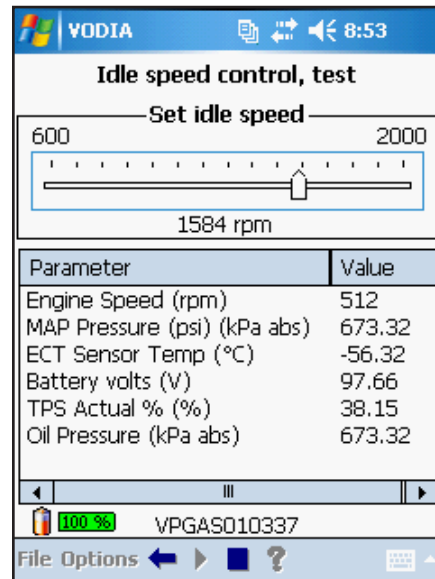 VODIA 8:53
Idle speed control, test
Set idle speed
600 2000
1584 rpm
Parameter Value
Engine Speed (rpm) 512
MAP Pressure (psi) (kPa abs) 673.32
ECT Sensor Temp (°C) -56.32
Battery volts (V) 97.66
TPS Actual % (%) 38.15
Oil Pressure (kPa abs) 673.32
100 % VPGAS010337
File Options ?